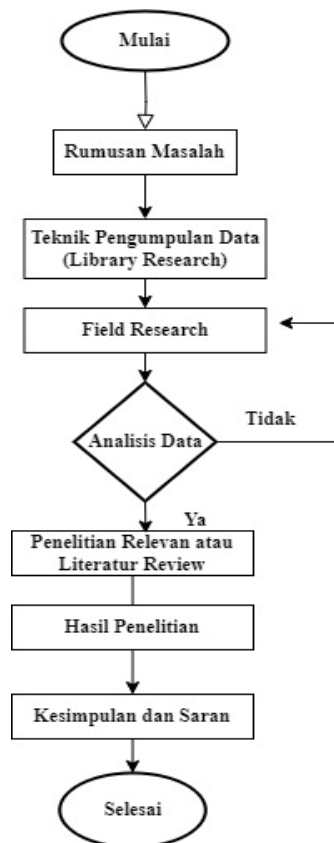 Mulai
Rumusan Masalah
Teknik Pengumpulan Data
(Library Research)
Field Research
Analisis Data
Tidak
Ya
Penelitian Relevan atau
Literatur Review
Hasil Penelitian
Kesimpulan dan Saran
Selesai